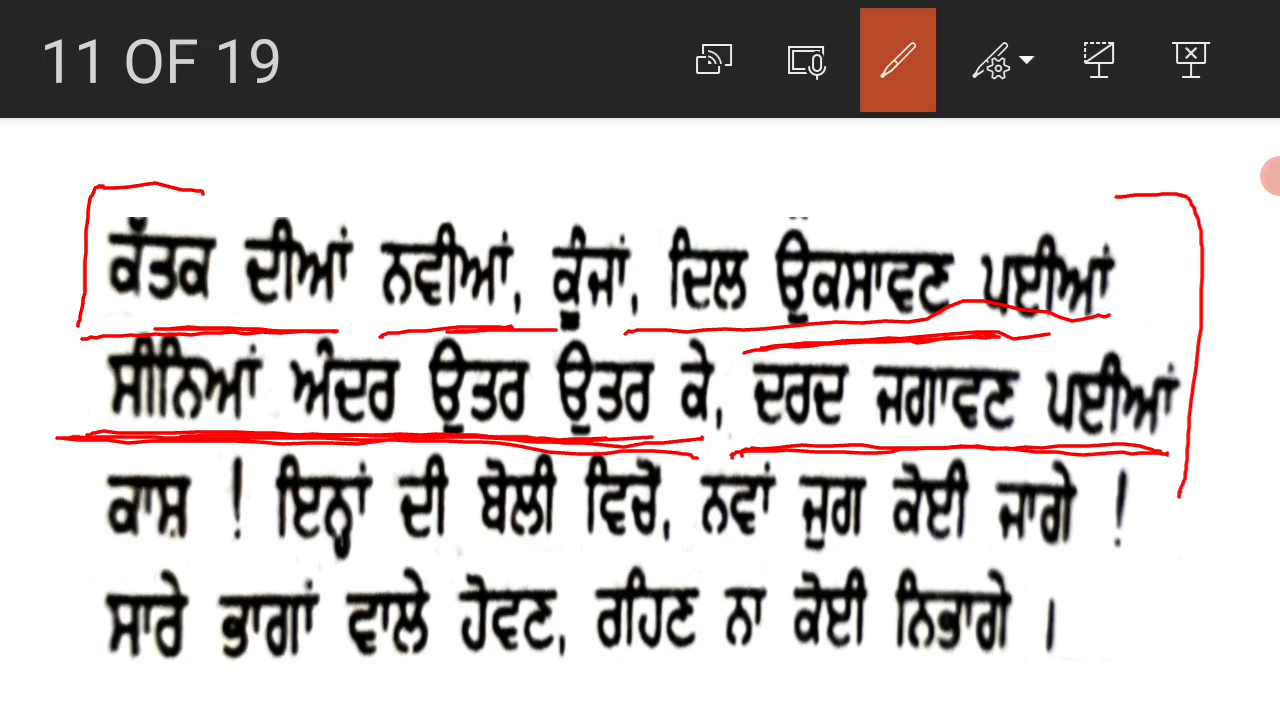 11 OF 19
ਕੱਤਕ ਦੀਆਂ ਨਵੀਆਂ, ਕੂੰਜਾਂ, ਦਿਲ ਉਕਸਾਵਣ ਪਈਆਂ
ਸੀਨਿਆਂ ਅੰਦਰ ਉਤਰ ਉਤਰ ਕੇ, ਦਰਦ ਜਗਾਵਣ ਪਈਆਂ
ਕਾਸ਼ ! ਇਨ੍ਹਾਂ ਦੀ ਬੋਲੀ ਵਿਚੋਂ, ਨਵਾਂ ਜੁਗ ਕੋਈ ਜਾਗੇ !
ਸਾਰੇ ਭਾਗਾਂ ਵਾਲੇ ਹੋਵਣ, ਰਹਿਣ ਨਾ ਕੋਈ ਨਿਭਾਗੇ ।